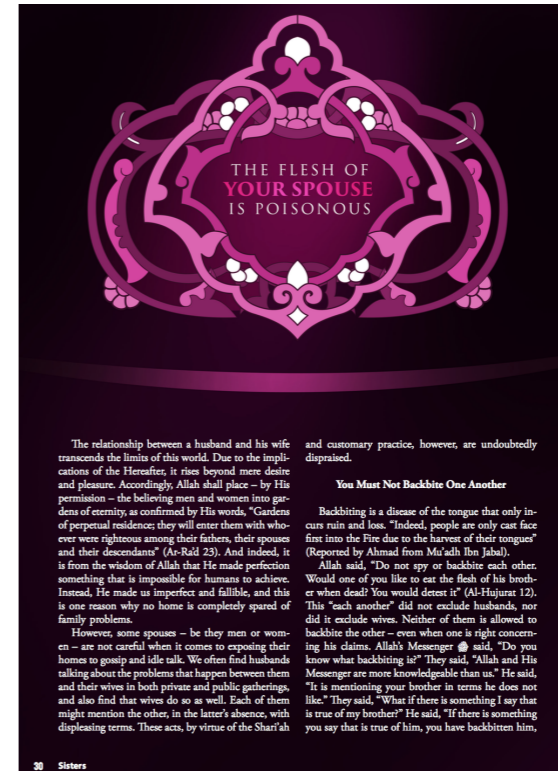 THE FLESH OF
YOUR SPOUSE
IS POISONOUS
The relationship between a husband and his wife
transcends the limits of this world. Due to the impli-
cations of the Hereafter, it rises beyond mere desire
and pleasure. Accordingly, Allah shall place – by His
permission – the believing men and women into gar-
dens of eternity, as confirmed by His words, “Gardens
of perpetual residence; they will enter them with who-
ever were righteous among their fathers, their spouses
and their descendants” (Ar-Ra’d 23). And indeed, it
is from the wisdom of Allah that He made perfection
something that is impossible for humans to achieve.
Instead, He made us imperfect and fallible, and this
is one reason why no home is completely spared of
family problems.
However, some spouses – be they men or wom-
en – are not careful when it comes to exposing their
homes to gossip and idle talk. We often find husbands
talking about the problems that happen between them
and their wives in both private and public gatherings,
and also find that wives do so as well. Each of them
might mention the other, in the latter’s absence, with
displeasing terms. These acts, by virtue of the Shari’ah
and customary practice, however, are undoubtedly
dispraised.
You Must Not Backbite One Another
Backbiting is a disease of the tongue that only in-
curs ruin and loss. “Indeed, people are only cast face
first into the Fire due to the harvest of their tongues”
(Reported by Ahmad from Mu’adh Ibn Jabal).
Allah said, “Do not spy or backbite each other.
Would one of you like to eat the flesh of his broth-
er when dead? You would detest it” (Al-Hujurat 12).
This “each another” did not exclude husbands, nor
did it exclude wives. Neither of them is allowed to
backbite the other – even when one is right concern-
ing his claims. Allah’s Messenger said, “Do you
know what backbiting is?” They said, “Allah and His
Messenger are more knowledgeable than us.” He said,
“It is mentioning your brother in terms he does not
like.” They said, “What if there is something I say that
is true of my brother?” He said, “If there is something
you say that is true of him, you have backbitten him,
30 Sisters